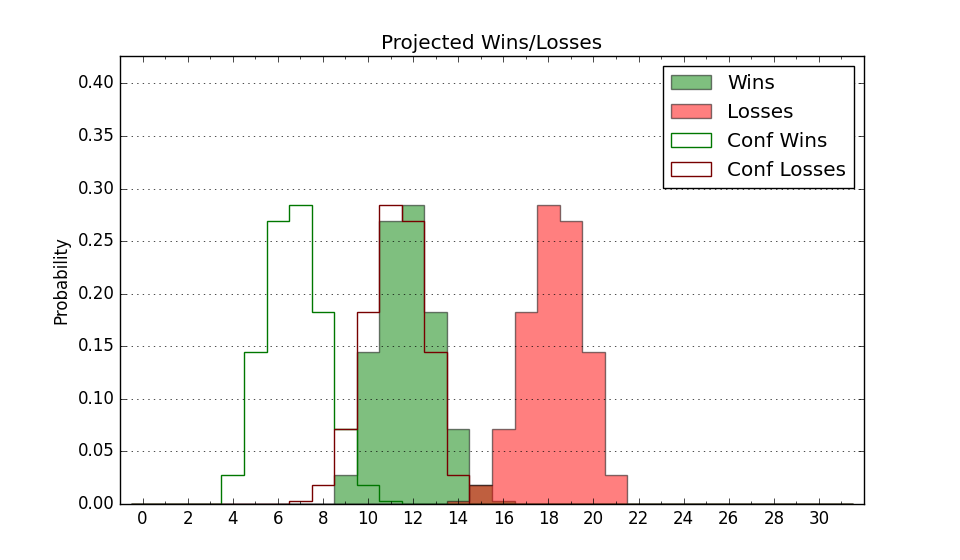 Projected Wins/Losses
Wins
Losses
Conf Wins
Conf Losses
Probability
0.40
0.35
0.30
0.25
0.20
0.15
0.10
0.05
0.00
0 2 4 6 8 10 12 14 16 18 20 22 24 26 28 30